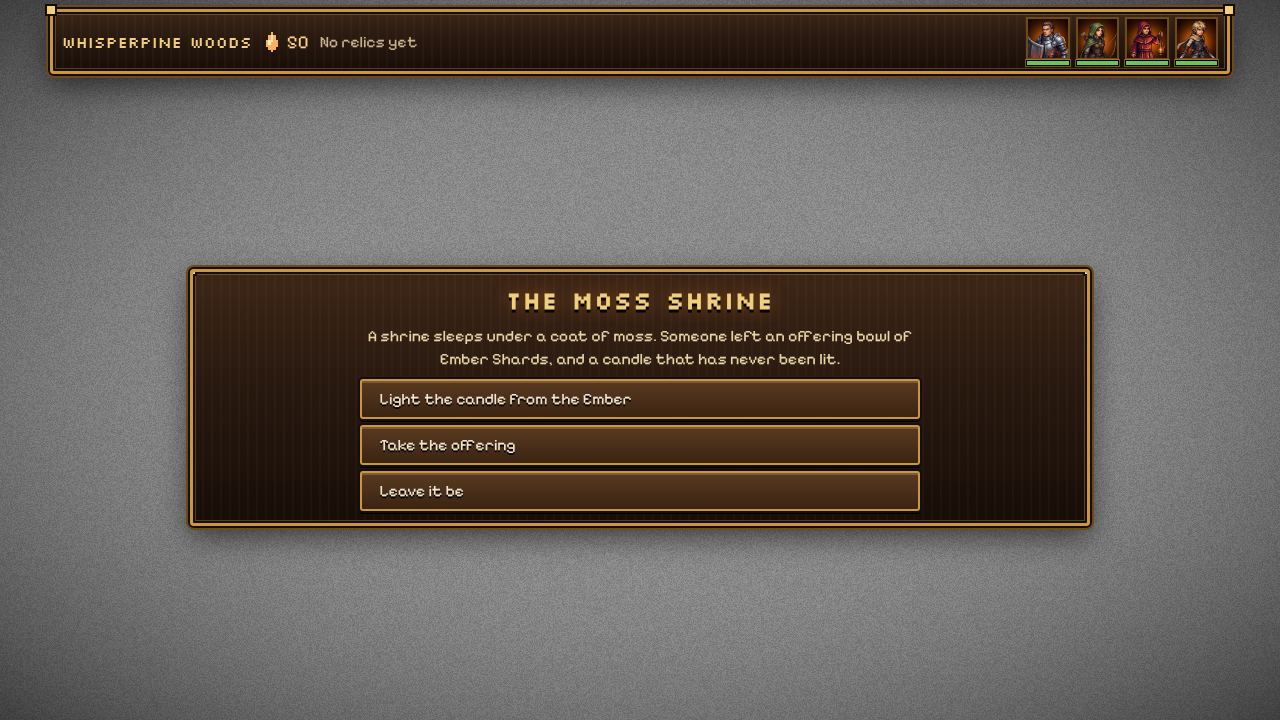 WHISPERPINE WOODS 80 No relics yet
THE MOSS SHRINE
A shrine sleeps under a coat of moss. Someone left an offering bowl of
Ember Shards, and a candle that has never been lit.
Light the candle from the Ember
Take the offering
Leave it be